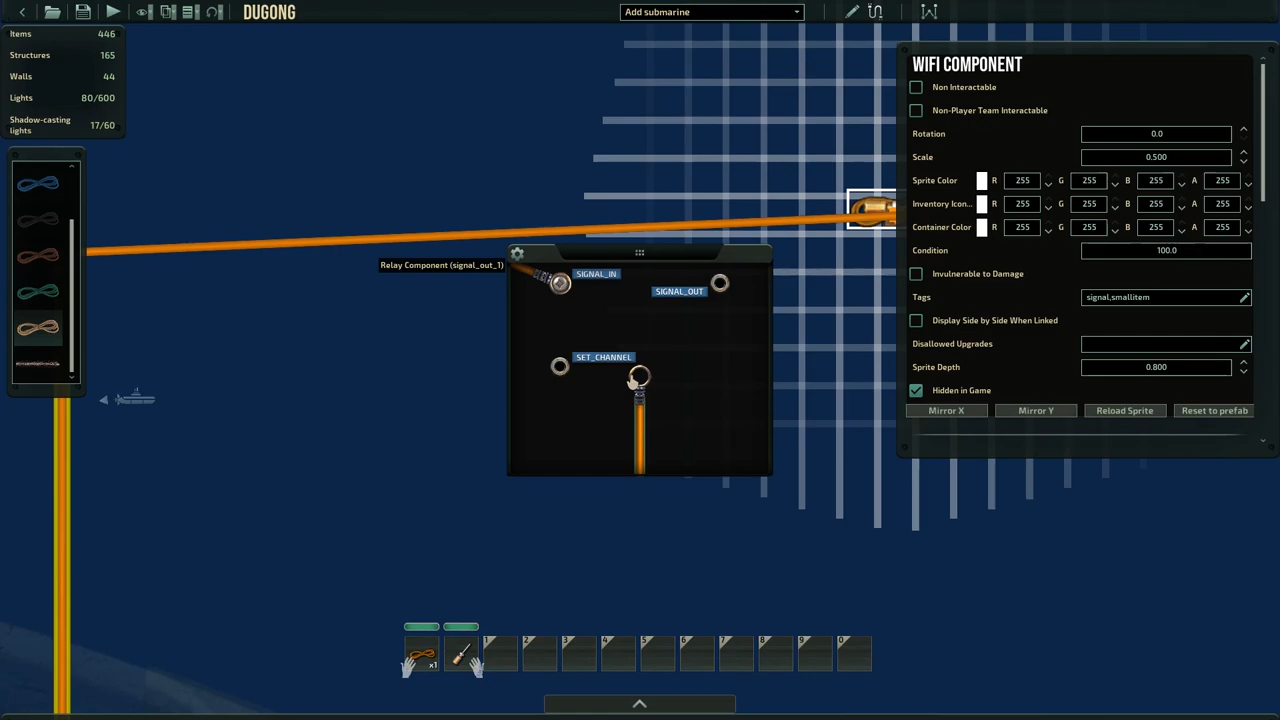 DUGONG
Add submarine
Items 446
Structures 165
Walls 44
Lights 80/600
Shadow-casting lights 17/60
WIFI COMPONENT
Non Interactable
Non-Player Team Interactable
Rotation 0.0
Scale 0.500
Sprite Color R 255 G 255 B 255 A 255
Inventory Icon... R 255 G 255 B 255 A 255
Container Color R 255 G 255 B 255 A 255
Condition 100.0
Invulnerable to Damage
Tags signal,smallitem
Display Side by Side When Linked
Disallowed Upgrades
Sprite Depth 0.800
Hidden in Game
Mirror X Mirror Y Reload Sprite Reset to prefab
Relay Component (signal_out_1)
SIGNAL_IN
SIGNAL_OUT
SET_CHANNEL
x1
1 2 3 4 5 6 7 8 9 0